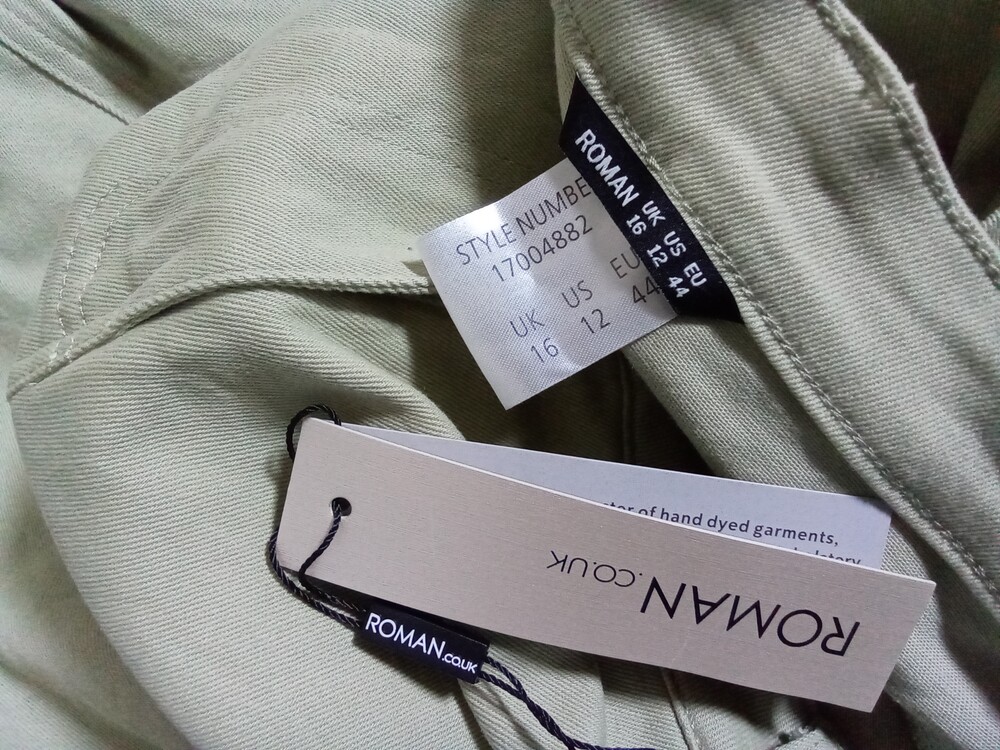 ROMAN
UK US EU
16 12 44
STYLE NUMBE
17004882
UK US EU
16 12 44
of hand dyed garments,
ROMAN.CO.UK
ROMAN.CO.UK